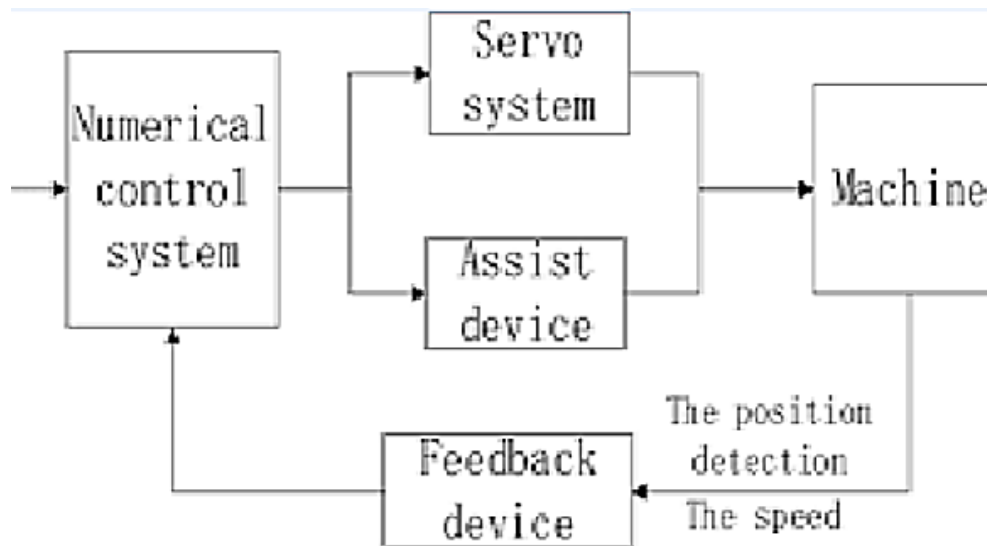 Numerical
control
system
Servo
system
Assist
device
Machine
The position
detection
The speed
Feedback
device